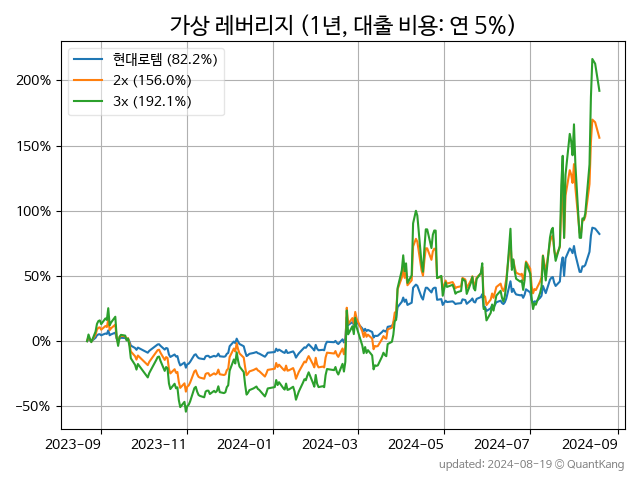 가상 레버리지 (1년, 대출 비용: 연 5%)
현대로템 (82.2%)
2x (156.0%)
3x (192.1%)
200%
150%
100%
50%
0%
−50%
2023-09 2023-11 2024-01 2024-03 2024-05 2024-07 2024-09
updated: 2024-08-19 © QuantKang